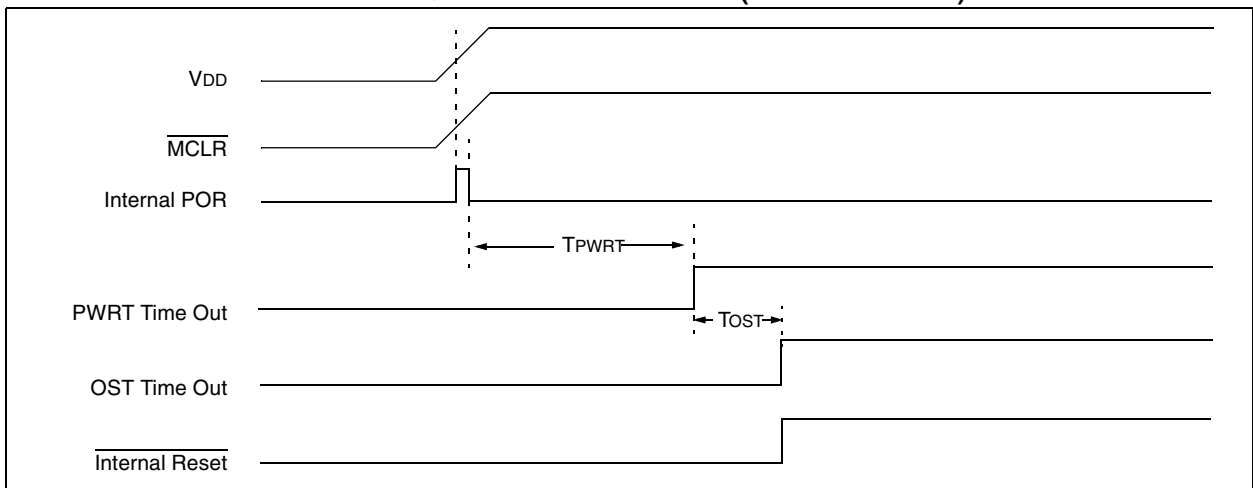 VDD
MCLR
Internal POR
TPWRT
PWRT Time Out
TOST
OST Time Out
Internal Reset